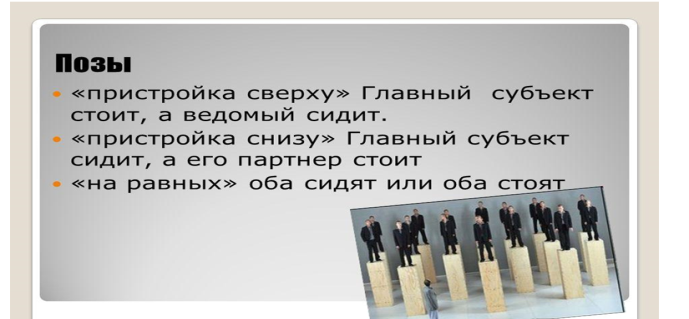 Позы
• «пристройка сверху» Главный субъект
стоит, а ведомый сидит.
• «пристройка снизу» Главный субъект
сидит, а его партнер стоит
• «на равных» оба сидят или оба стоят